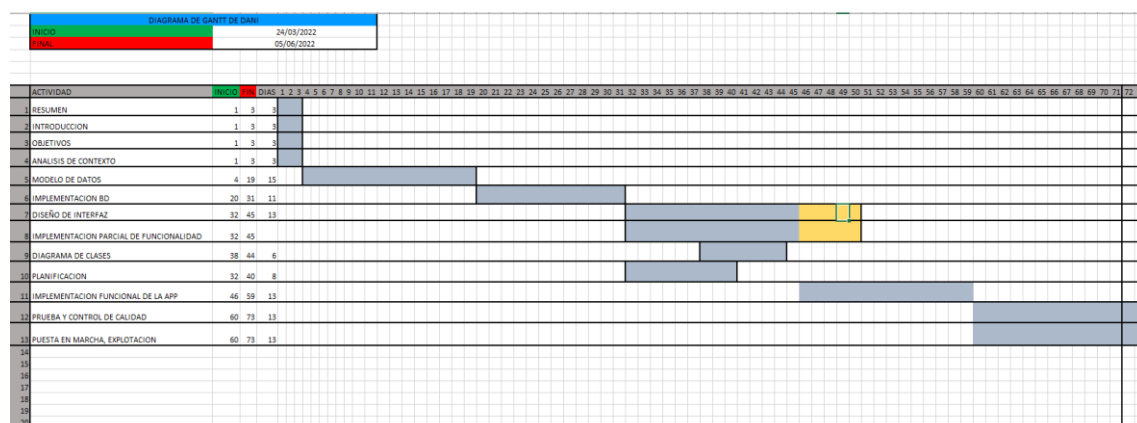 DIAGRAMA DE GANTT DE DANI
INICIO 24/03/2022
FINAL 05/06/2022
ACTIVIDAD INICIO FIN DIAS 1 2 3 4 5 6 7 8 9 10 11 12 13 14 15 16 17 18 19 20 21 22 23 24 25 26 27 28 29 30 31 32 33 34 35 36 37 38 39 40 41 42 43 44 45 46 47 48 49 50 51 52 53 54 55 56 57 58 59 60 61 62 63 64 65 66 67 68 69 70 71 72
1 RESUMEN 1 3 3
2 INTRODUCCION 1 3 3
3 OBJETIVOS 1 3 3
4 ANALISIS DE CONTEXTO 1 3 3
5 MODELO DE DATOS 4 19 15
6 IMPLEMENTACION BD 20 31 11
7 DISEÑO DE INTERFAZ 32 45 13
8 IMPLEMENTACION PARCIAL DE FUNCIONALIDAD 32 45
9 DIAGRAMA DE CLASES 38 44 6
10 PLANIFICACION 32 40 8
11 IMPLEMENTACION FUNCIONAL DE LA APP 46 59 13
12 PRUEBA Y CONTROL DE CALIDAD 60 73 13
13 PUESTA EN MARCHA, EXPLOTACION 60 73 13
14
15
16
17
18
19
20